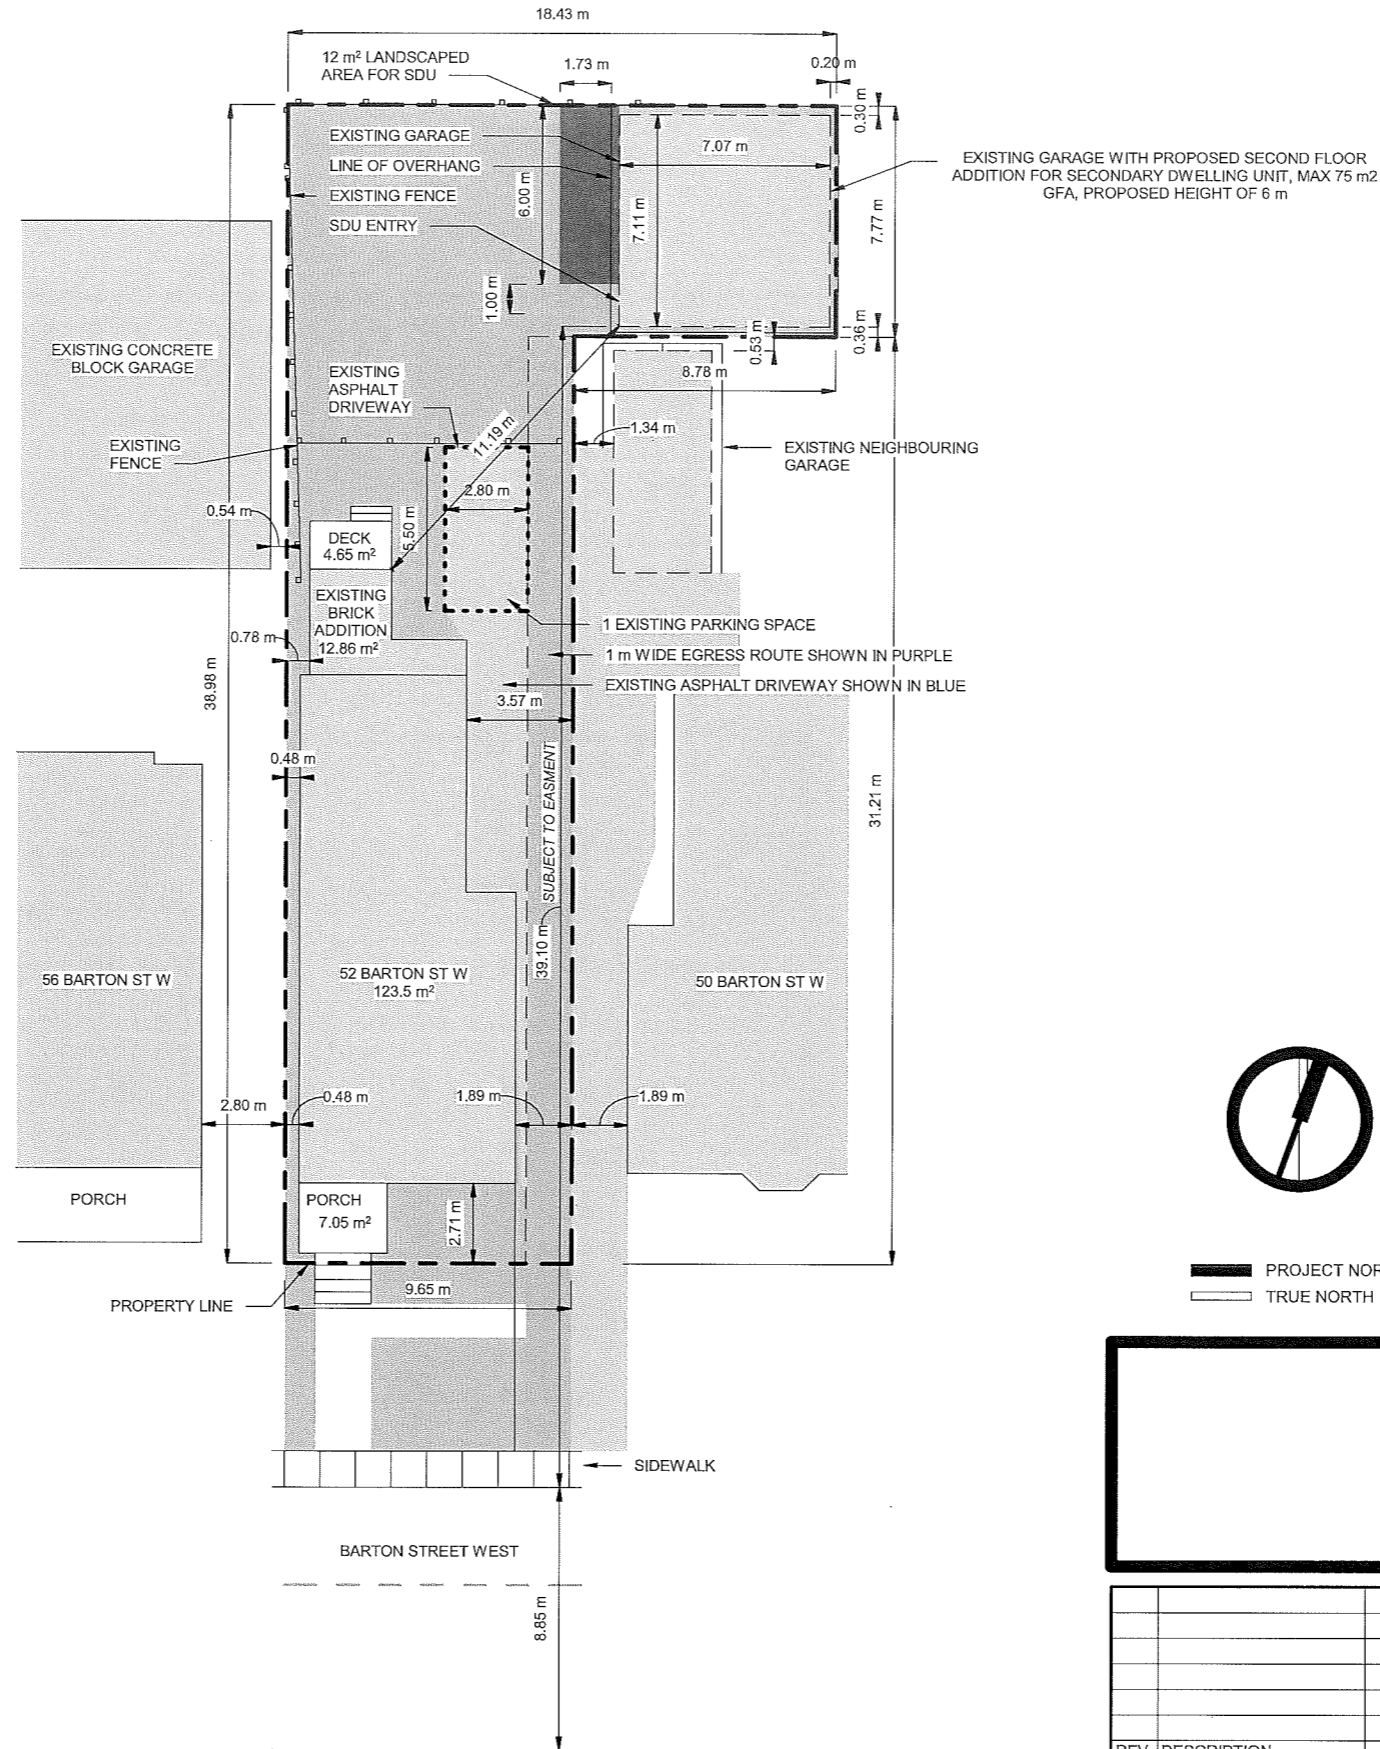 18.43 m
12 m² LANDSCAPED
AREA FOR SDU
1.73 m
0.20 m
0.30 m
EXISTING GARAGE
LINE OF OVERHANG
EXISTING FENCE
SDU ENTRY
6.00 m
7.07 m
7.11 m
7.77 m
EXISTING GARAGE WITH PROPOSED SECOND FLOOR
ADDITION FOR SECONDARY DWELLING UNIT, MAX 75 m2
GFA, PROPOSED HEIGHT OF 6 m
1.00 m
0.53 m
0.36 m
EXISTING CONCRETE
BLOCK GARAGE
EXISTING
ASPHALT
DRIVEWAY
8.78 m
11.19 m
1.34 m
EXISTING
FENCE
EXISTING NEIGHBOURING
GARAGE
2.80 m
0.54 m
5.50 m
DECK
4.65 m²
EXISTING
BRICK
ADDITION
12.86 m²
0.78 m
1 EXISTING PARKING SPACE
1 m WIDE EGRESS ROUTE SHOWN IN PURPLE
EXISTING ASPHALT DRIVEWAY SHOWN IN BLUE
38.98 m
3.57 m
0.48 m
SUBJECT TO EASMENT
31.21 m
39.10 m
56 BARTON ST W
52 BARTON ST W
123.5 m²
50 BARTON ST W
2.80 m
0.48 m
1.89 m
1.89 m
PORCH
PORCH
7.05 m²
2.71 m
PROPERTY LINE
9.65 m
PROJECT NOR
TRUE NORTH
SIDEWALK
BARTON STREET WEST
8.85 m
REV. DESCRIPTION